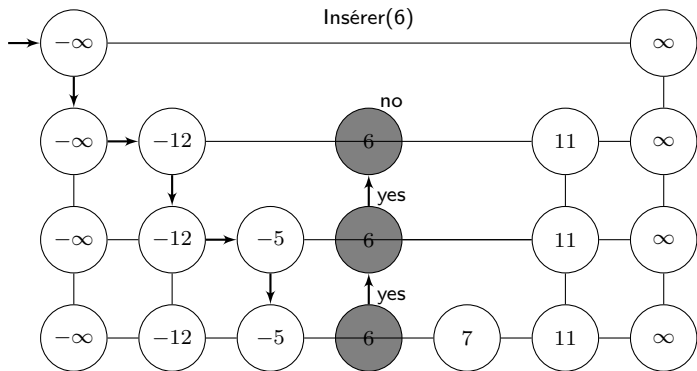 Insérer(6)
−∞ ∞
no
−∞ −12 6 11 ∞
yes
−∞ −12 −5 6 11 ∞
yes
−∞ −12 −5 6 7 11 ∞